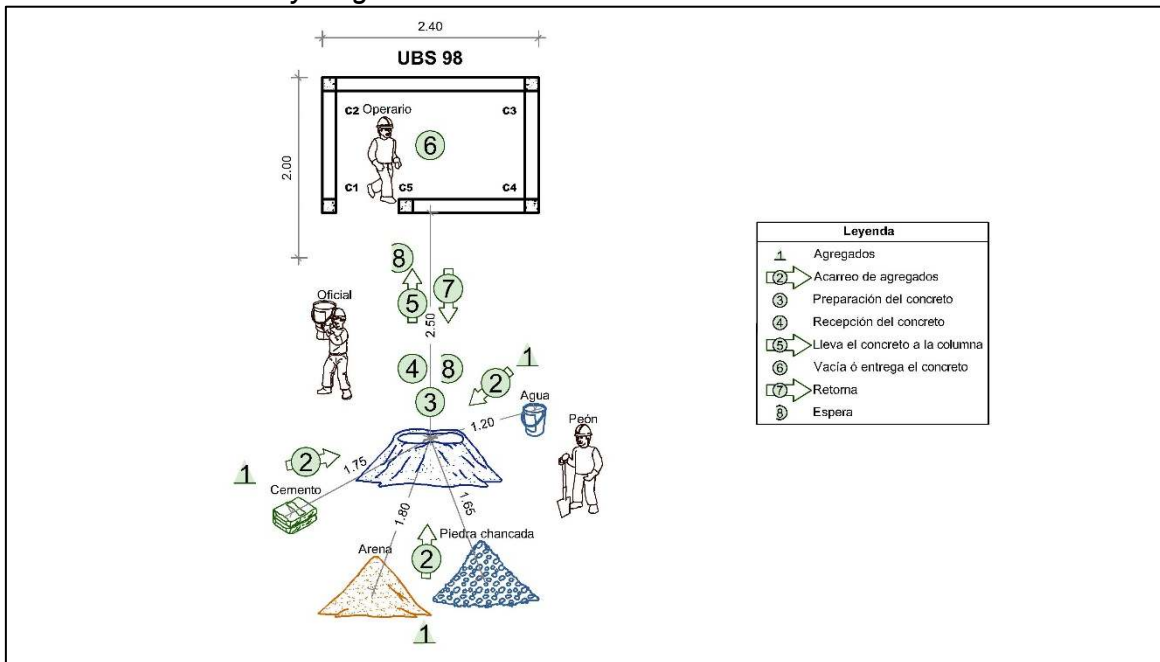 2.40
UBS 98
C2 Operario
C3
6
2.00
C1
C5
C4
8
5
7
Oficial
2.50
4
8
1
2
3
Agua
1.20
Peón
2
1
1.75
Cemento
1.80
1.65
Arena
2
Piedra chancada
1
Leyenda
1 Agregados
2 Acarreo de agregados
3 Preparación del concreto
4 Recepción del concreto
5 Lleva el concreto a la columna
6 Vacía ó entrega el concreto
7 Retorna
8 Espera